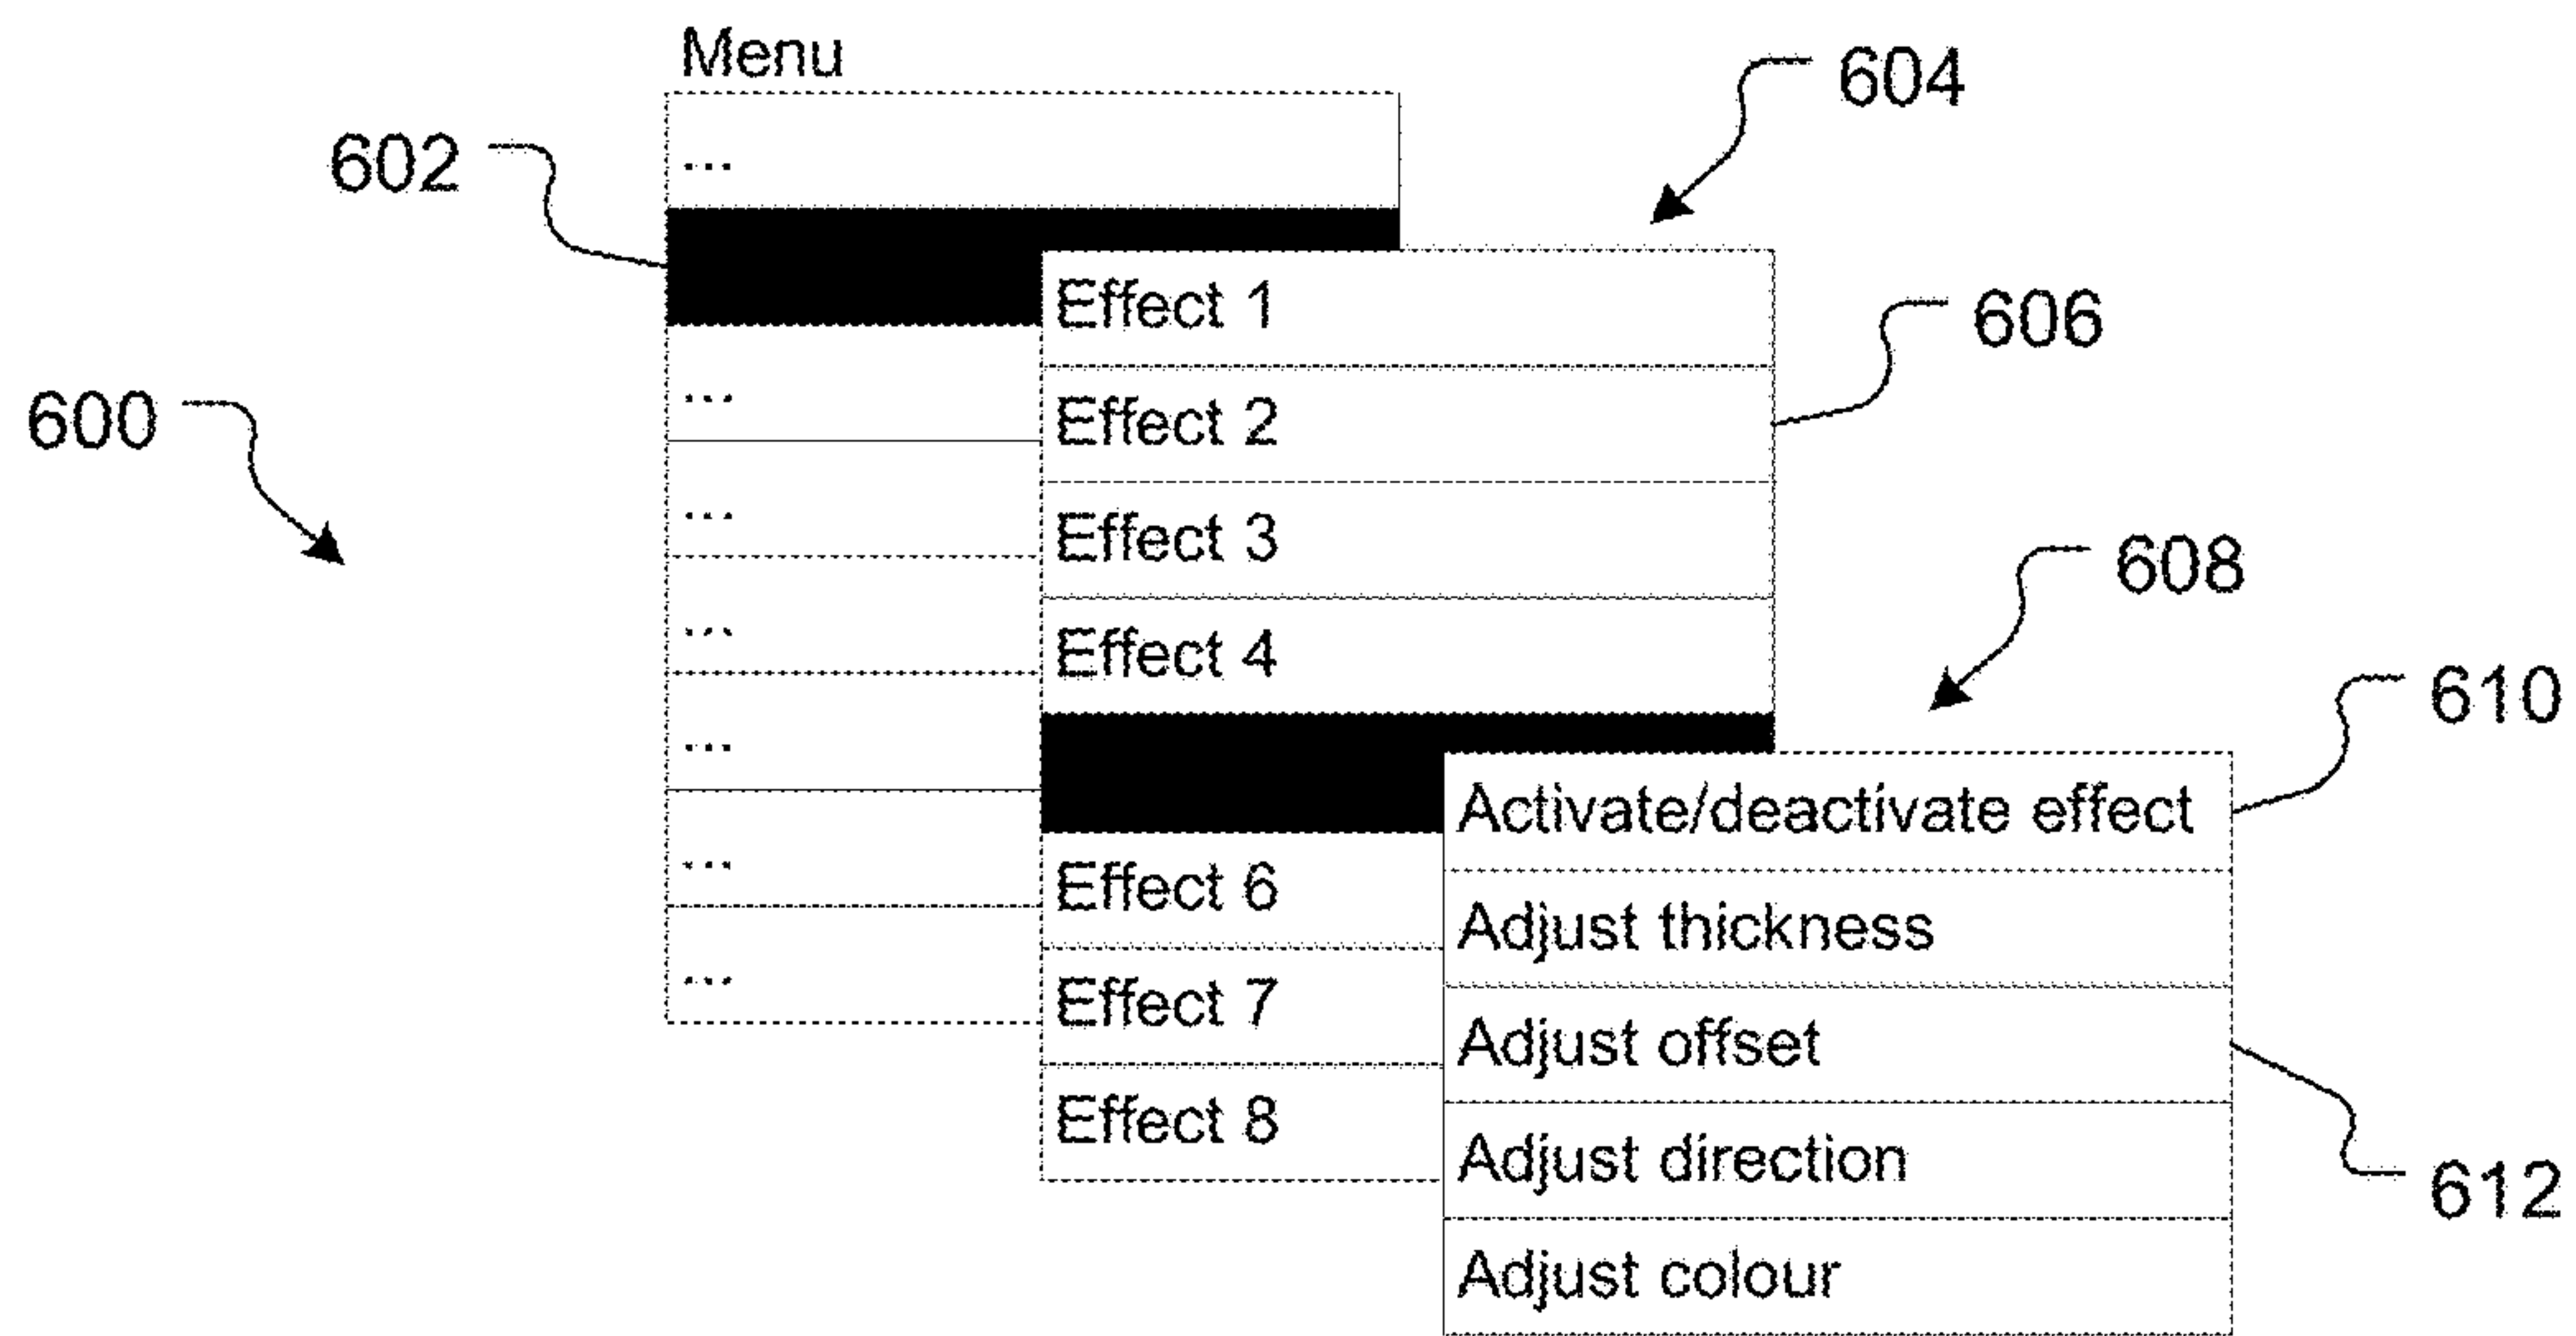 Menu
604
...
602
Effect 1
606
...
600
Effect 2
...
Effect 3
608
...
Effect 4
610
...
Activate/deactivate effect
...
Effect 6
Adjust thickness
...
Effect 7
Adjust offset
Effect 8
Adjust direction
612
Adjust colour